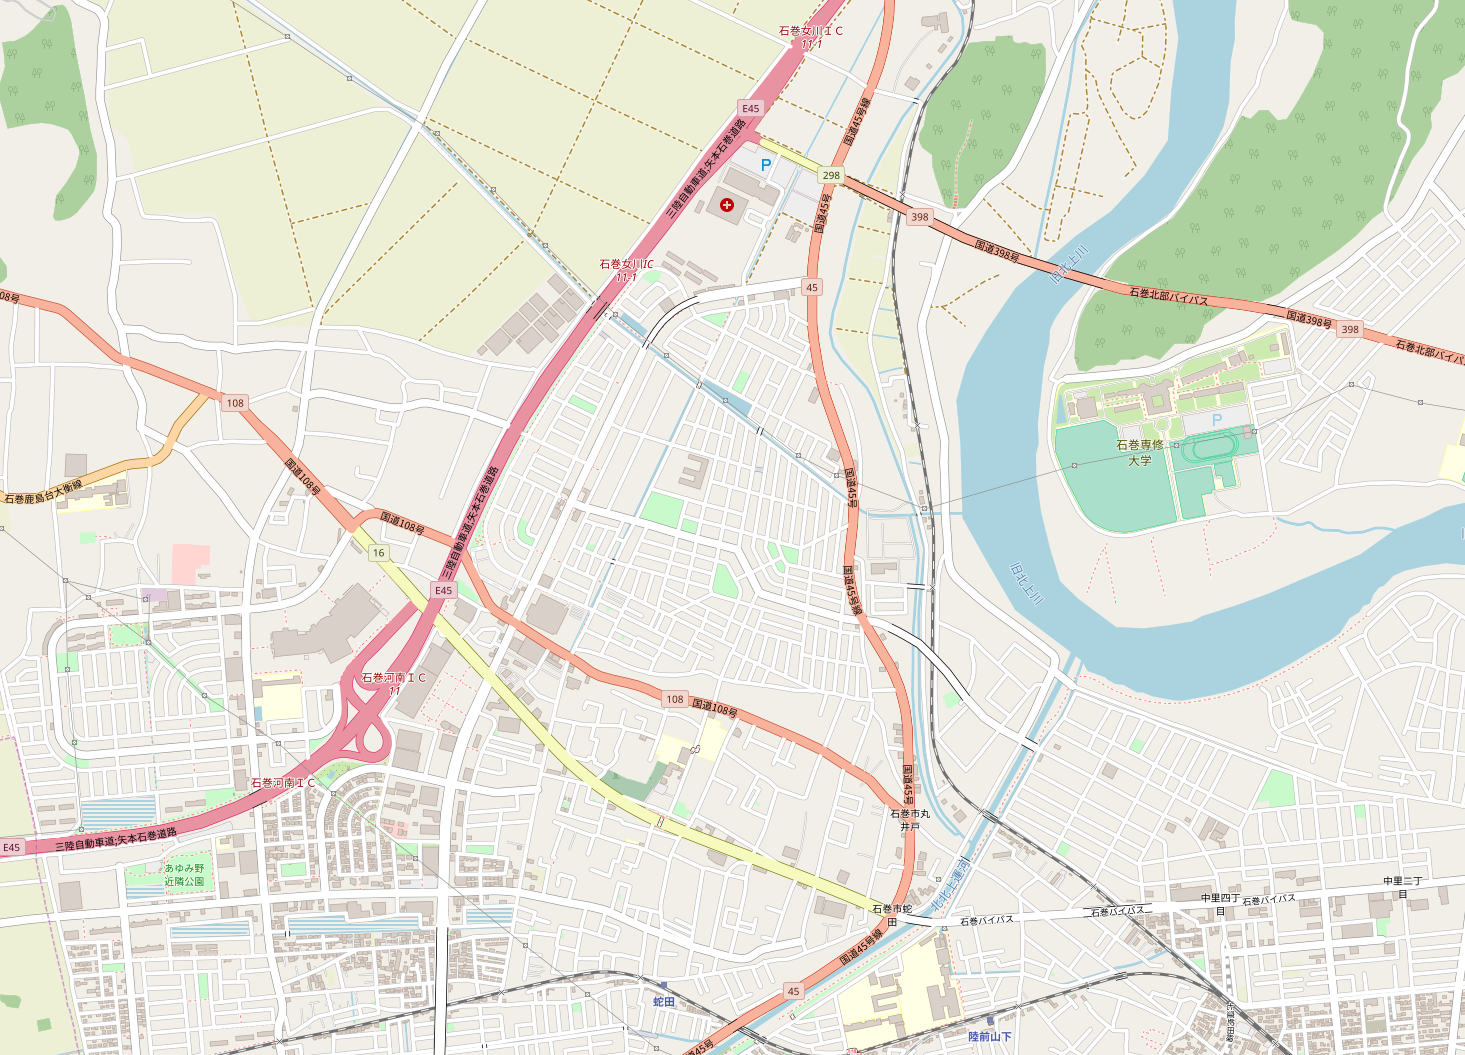 石巻女川ＩＣ
11-1
E45
国道45号線
三陸自動車道;矢本石巻道路
P
298
398
国道45号
国道398号
旧北上川
石巻女川IC
11-1
45
石巻北部バイパス
国道398号
398
石巻北部バイパ
08号
108
国道108号
石巻鹿島台大衡線
石巻専修
大学
P
国道45号
国道108号
三陸自動車道;矢本石巻道路
16
E45
国道45号線
旧北上川
石巻河南ＩＣ
11
108
国道108号
国道45号
石巻河南ＩＣ
石巻市丸
井戸
E45
三陸自動車道;矢本石巻道路
あゆみ野
近隣公園
北北上運河
石巻市蛇
田
石巻バイパス
石巻バイパス
中里四丁
目
石巻バイパス
中里二丁
目
国道45号線
45
蛇田
陸前山下
国道45号